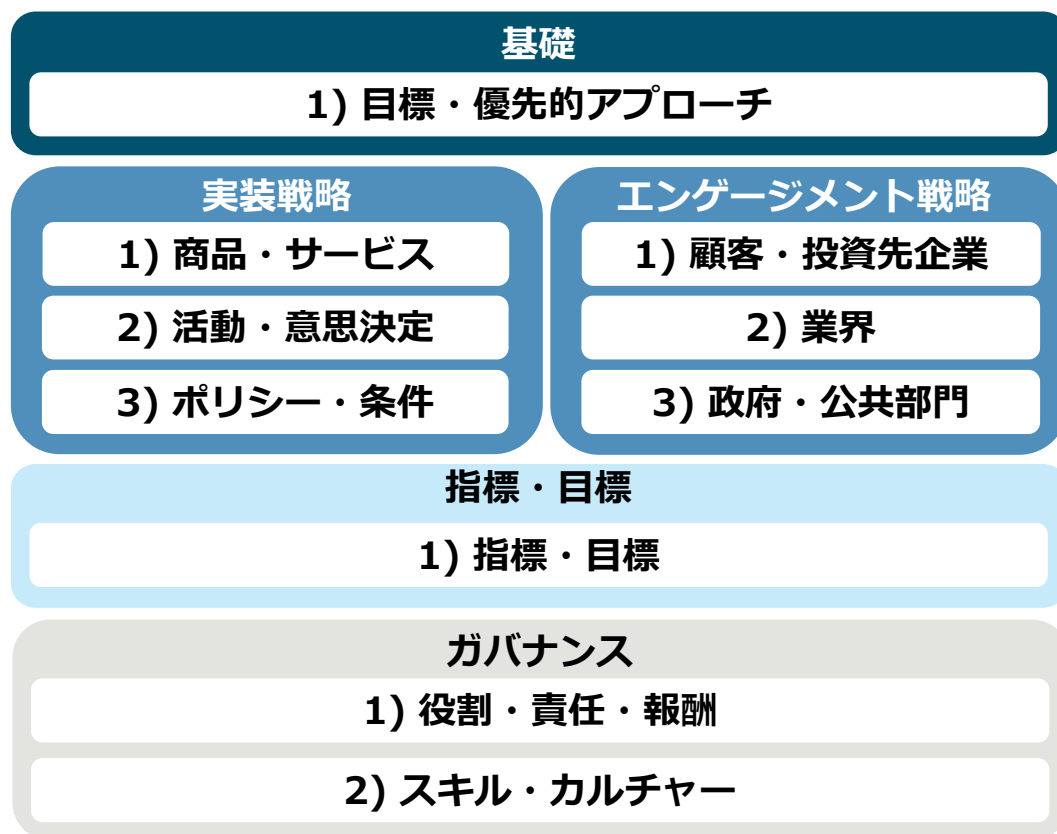 基礎
1) 目標・優先的アプローチ
実装戦略
1) 商品・サービス
2) 活動・意思決定
3) ポリシー・条件
エンゲージメント戦略
1) 顧客・投資先企業
2) 業界
3) 政府・公共部門
指標・目標
1) 指標・目標
ガバナンス
1) 役割・責任・報酬
2) スキル・カルチャー